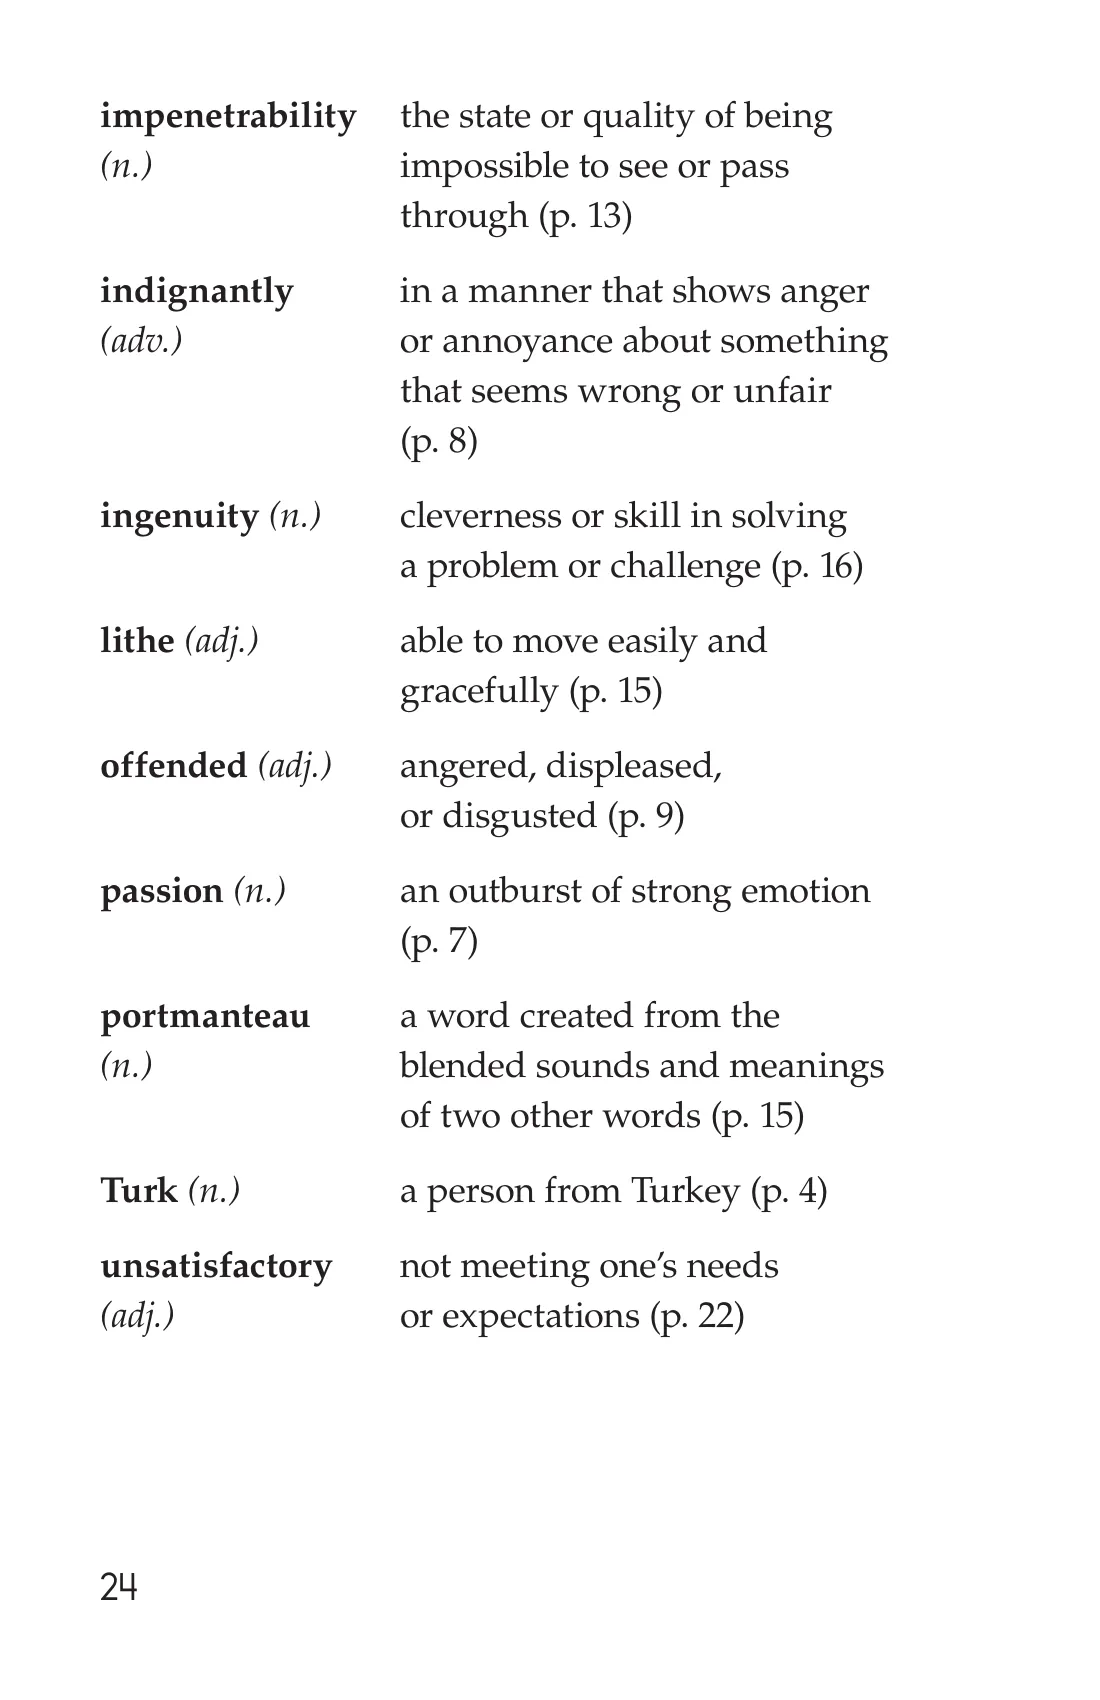 impenetrability the state or quality of being
(n.) impossible to see or pass
through (p. 13)
indignantly in a manner that shows anger
(adv.) or annoyance about something
that seems wrong or unfair
(p. 8)
ingenuity (n.) cleverness or skill in solving
a problem or challenge (p. 16)
lithe (adj.) able to move easily and
gracefully (p. 15)
offended (adj.) angered, displeased,
or disgusted (p. 9)
passion (n.) an outburst of strong emotion
(p. 7)
portmanteau a word created from the
(n.) blended sounds and meanings
of two other words (p. 15)
Turk (n.) a person from Turkey (p. 4)
unsatisfactory not meeting one’s needs
(adj.) or expectations (p. 22)
24